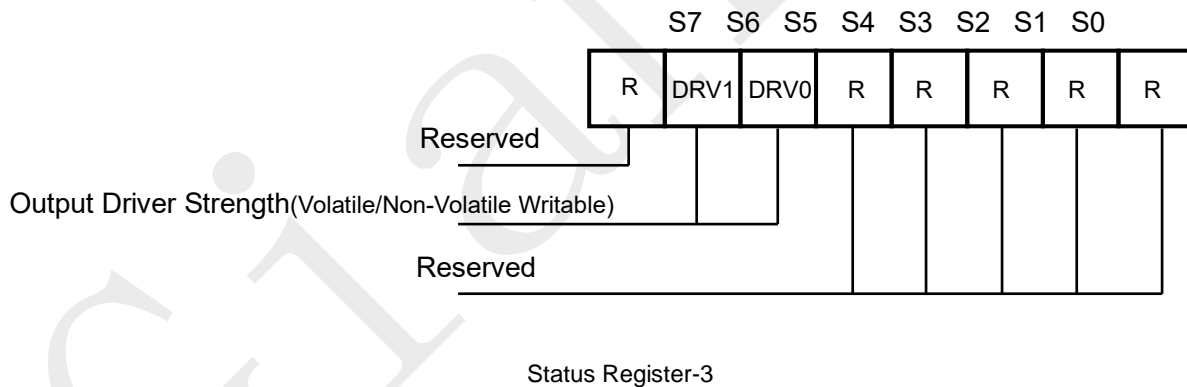 S7 S6 S5 S4 S3 S2 S1 S0
R DRV1 DRV0 R R R R R
Reserved
Output Driver Strength(Volatile/Non-Volatile Writable)
Reserved
Status Register-3